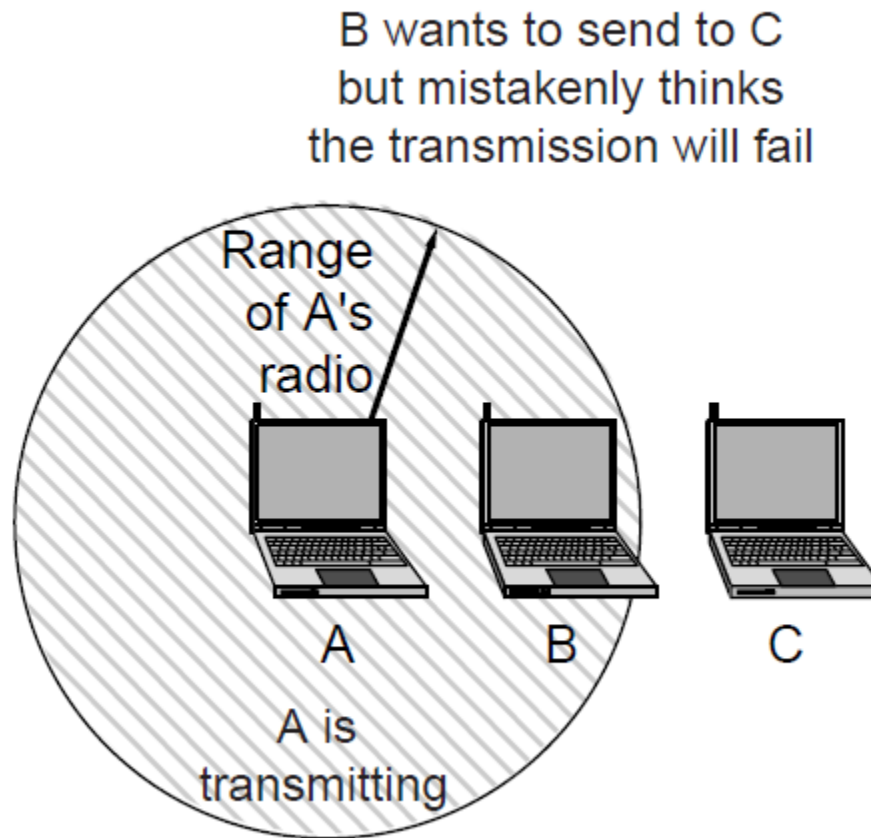 B wants to send to C
but mistakenly thinks
the transmission will fail
Range
of A's
radio
A
B
C
A is
transmitting